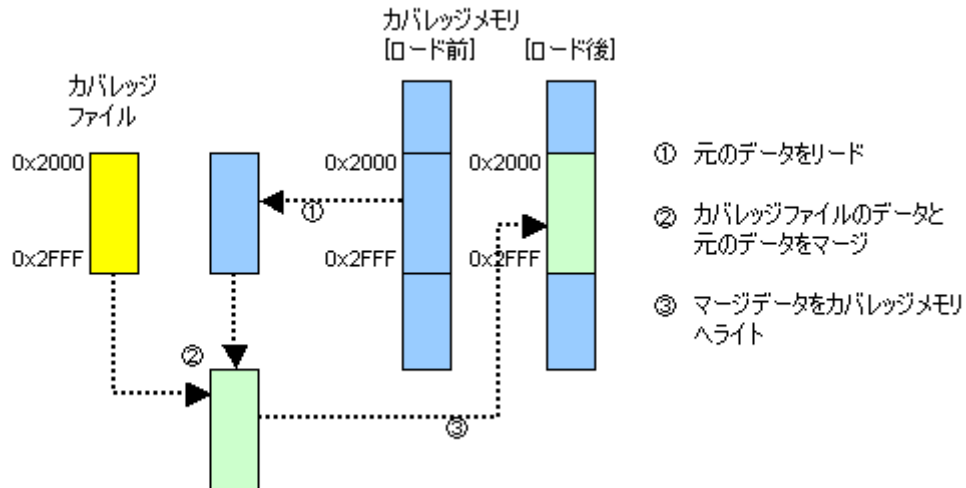 カバレッジメモリ
[ロード前]
[ロード後]
カバレッジ
ファイル
0x2000
0x2000
0x2000
0x2FFF
0x2FFF
0x2FFF
①
②
③
① 元のデータをリード
② カバレッジファイルのデータと
元のデータをマージ
③ マージデータをカバレッジメモリ
へライト